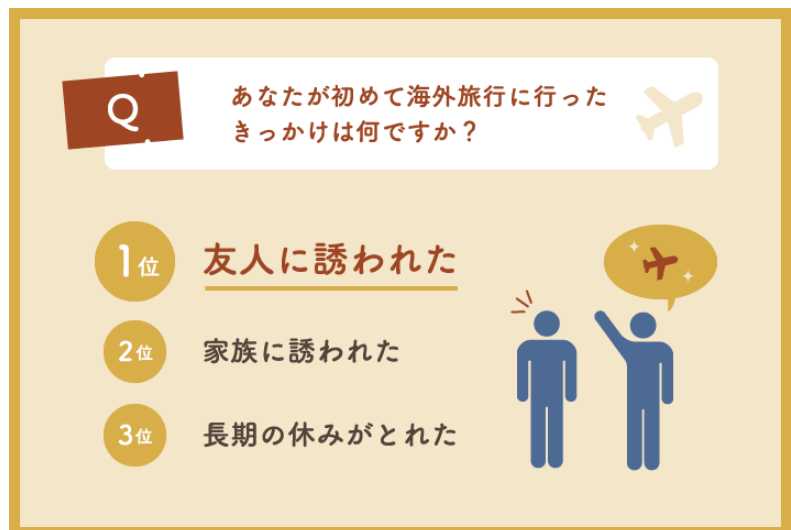 Q
あなたが初めて海外旅行に行った
きっかけは何ですか？
1位 友人に誘われた
2位 家族に誘われた
3位 長期の休みがとれた